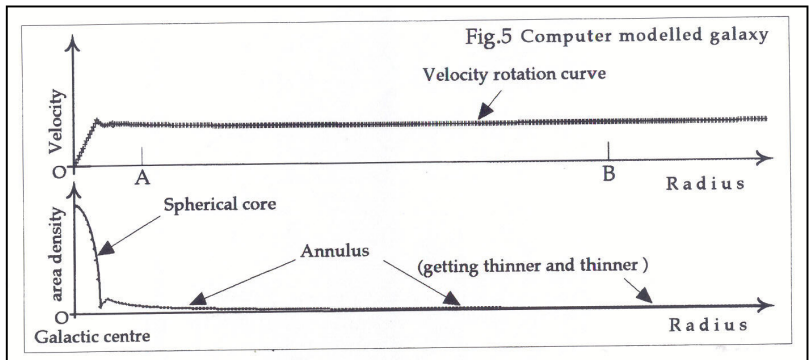 Fig.5 Computer modelled galaxy
Velocity rotation curve
Velocity
O
A
B
Radius
Spherical core
area density
Annulus
(getting thinner and thinner )
O
Radius
Galactic centre